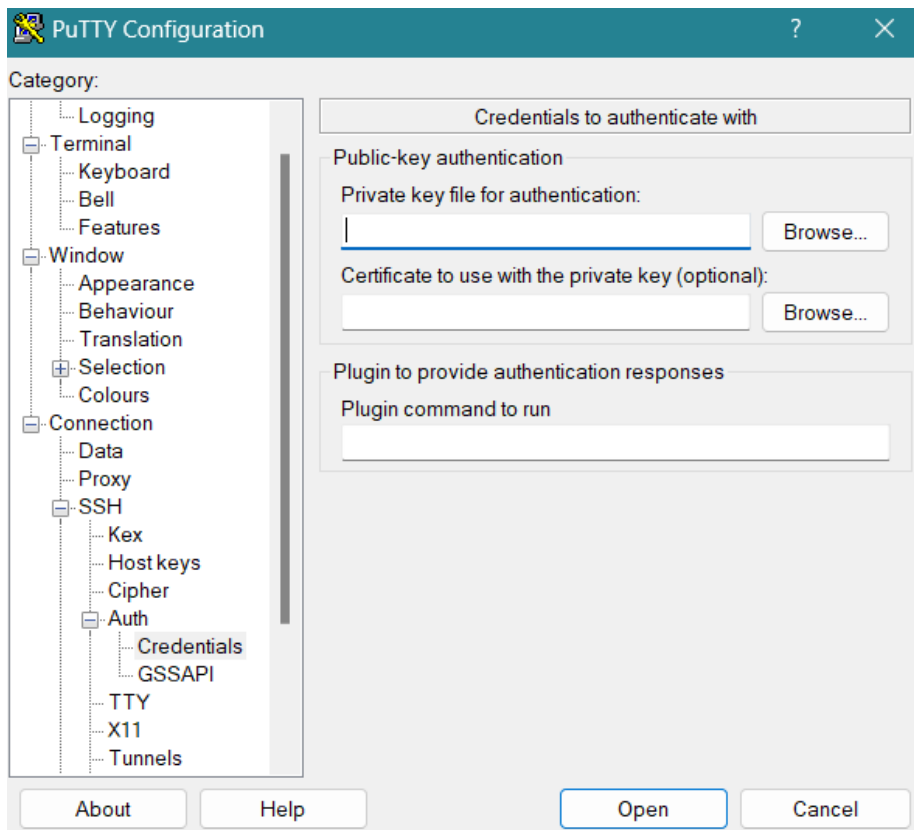 PuTTY Configuration
?
Category:
Logging
Terminal
Keyboard
Bell
Features
Window
Appearance
Behaviour
Translation
Selection
Colours
Connection
Data
Proxy
SSH
Kex
Host keys
Cipher
Auth
Credentials
GSSAPI
TTY
X11
Tunnels
Credentials to authenticate with
Public-key authentication
Private key file for authentication:
Browse...
Certificate to use with the private key (optional):
Browse...
Plugin to provide authentication responses
Plugin command to run
About
Help
Open
Cancel